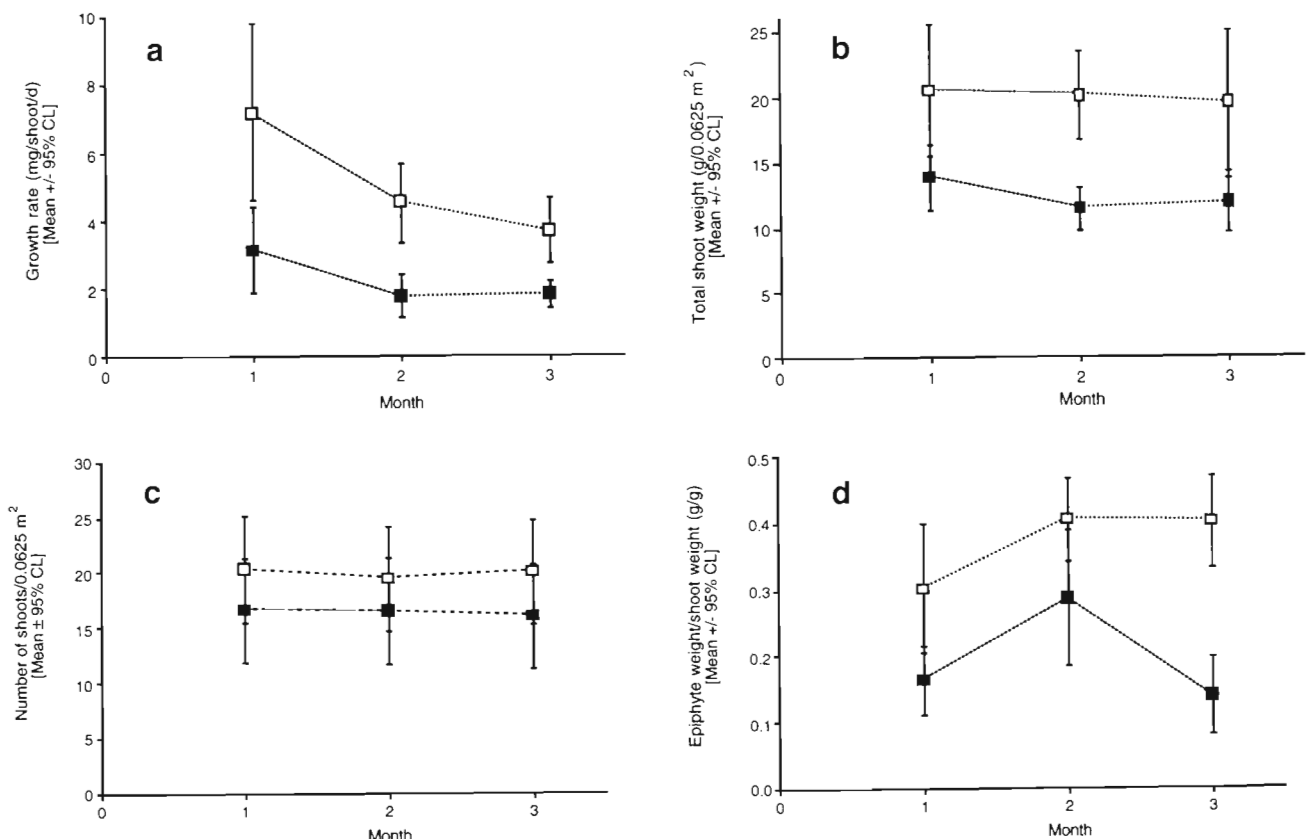 a
Growth rate (mg/shoot/d)
[Mean +/- 95% CL]
10
8
6
4
2
0
0 1 2 3
Month
b
Total shoot weight (g/0.0625 m²)
[Mean +/- 95% CL]
25
20
15
10
5
0
0 1 2 3
Month
c
Number of shoots/0.0625 m²
[Mean ± 95% CL]
30
25
20
15
10
5
0
0 1 2 3
Month
d
Epiphyte weight/shoot weight (g/g)
[Mean +/- 95% CL]
0.5
0.4
0.3
0.2
0.1
0.0
0 1 2 3
Month